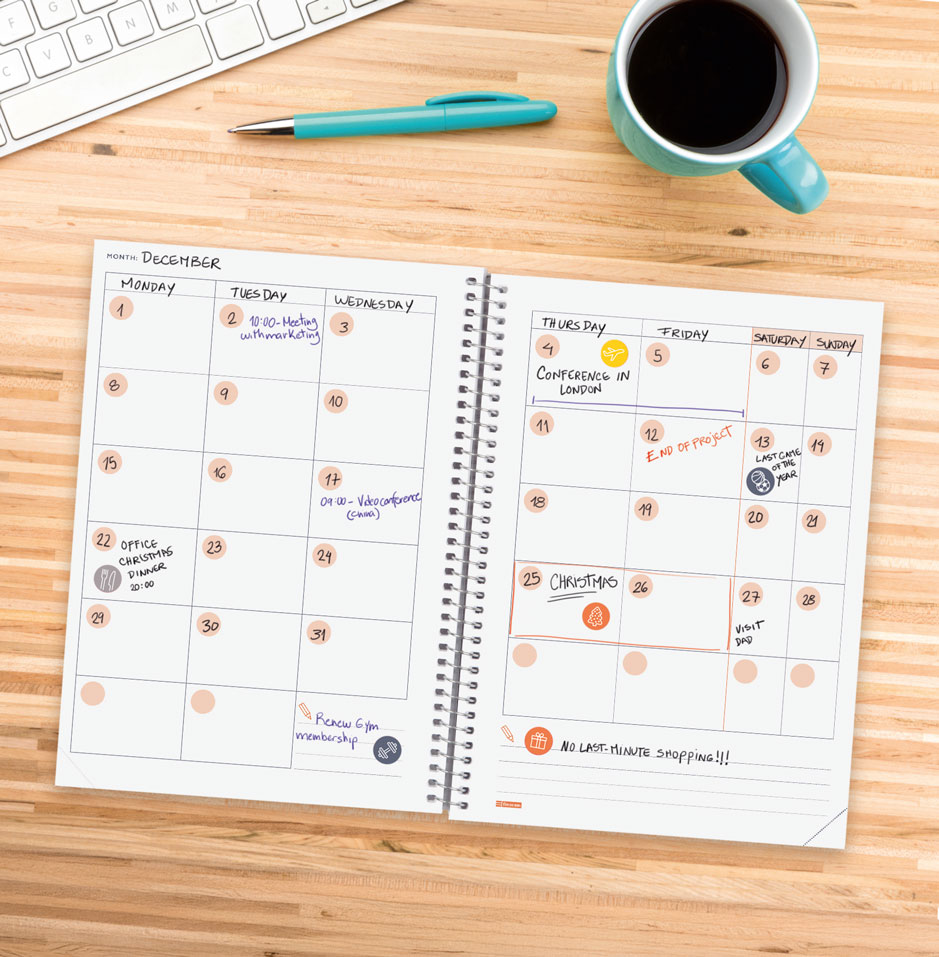 F G
C V B N M
MONTH: DECEMBER
MONDAY TUESDAY WEDNESDAY
1 2 10:00-Meeting 3
with marketing
8 9 10
15 16 17
09:00 - Videoconference
(China)
22 OFFICE 23 24
CHRISTMAS
DINNER
20:00
29 30 31
Renew Gym
membership
THURSDAY FRIDAY SATURDAY SUNDAY
4 5 6 7
CONFERENCE IN
LONDON
11 12 13 14
END OF PROJECT
LAST GAME
OF THE
YEAR
18 19 20 21
25 CHRISTMAS 26 27 28
VISIT
DAD
NO LAST-MINUTE SHOPPING!!!